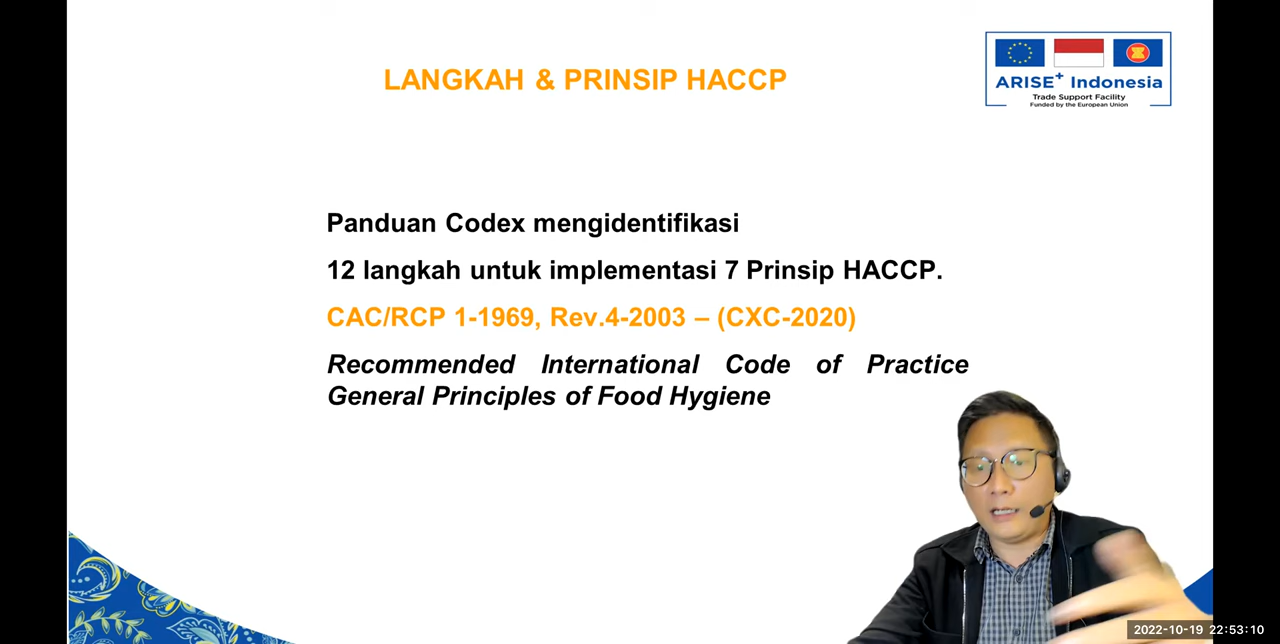 LANGKAH & PRINSIP HACCP
ARISE+ Indonesia
Trade Support Facility
Funded by the European Union
Panduan Codex mengidentifikasi
12 langkah untuk implementasi 7 Prinsip HACCP.
CAC/RCP 1-1969, Rev.4-2003 – (CXC-2020)
Recommended International Code of Practice
General Principles of Food Hygiene
2022-10-19 22:53:10